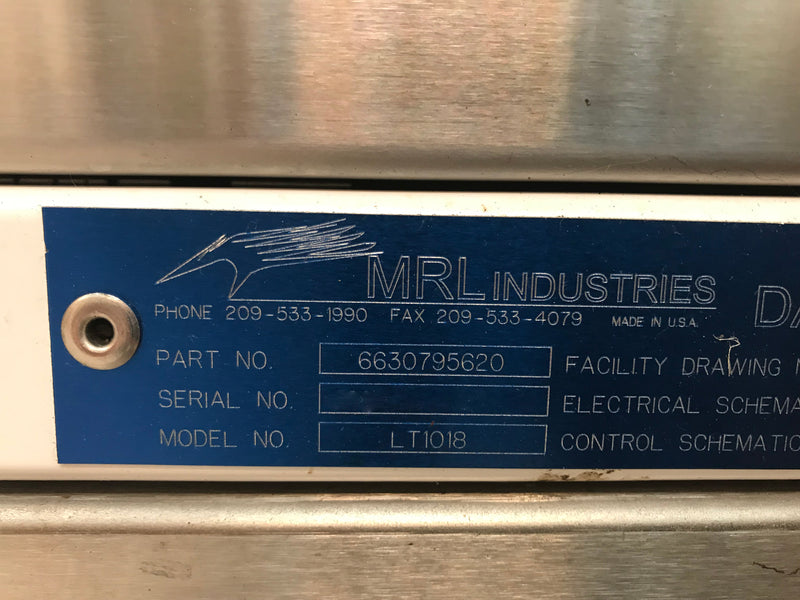 MRL INDUSTRIES
PHONE 209-533-1990 FAX 209-533-4079 MADE IN U.S.A.
PART NO. 6630795620 FACILITY DRAWING
SERIAL NO. ELECTRICAL
MODEL NO. LT1018 CONTROL SCHEMATIC